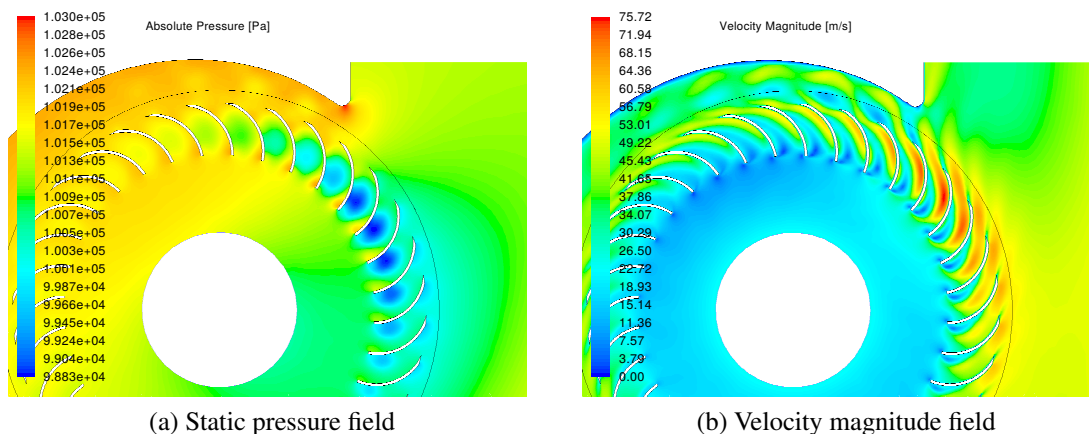 Absolute Pressure [Pa]
1.030e+05
1.028e+05
1.025e+05
1.023e+05
1.021e+05
1.019e+05
1.017e+05
1.015e+05
1.013e+05
1.011e+05
1.009e+05
1.007e+05
1.005e+05
1.003e+05
1.001e+05
9.987e+04
9.966e+04
9.945e+04
9.924e+04
9.904e+04
9.883e+04
(a) Static pressure field
Velocity Magnitude [m/s]
75.72
71.94
68.15
64.36
60.58
56.79
53.01
49.22
45.43
41.65
37.86
34.07
30.29
26.50
22.72
18.93
15.14
11.36
7.57
3.79
0.00
(b) Velocity magnitude field